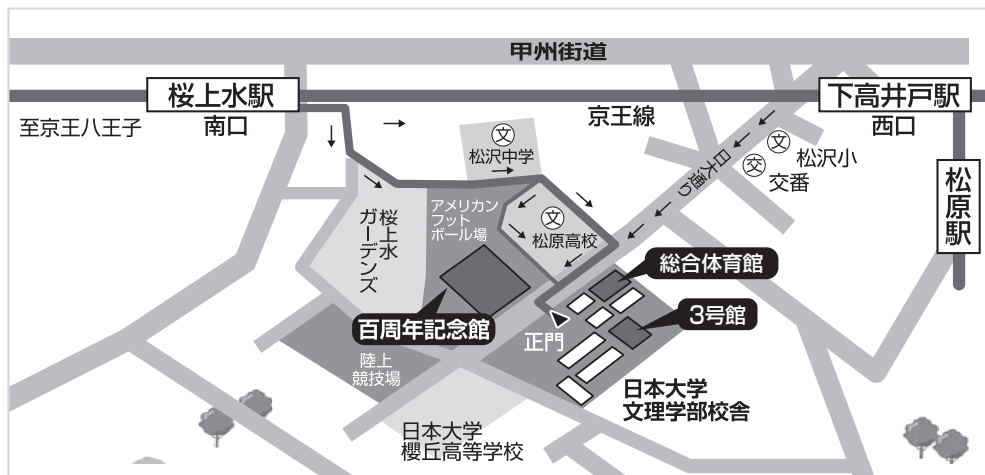 甲州街道
桜上水駅
下高井戸駅
至京王八王子
南口
京王線
西口
文
松沢中学
文
松沢小
交
交番
日大通り
松原駅
桜上水
ガーデンズ
アメリカン
フット
ボール場
文
松原高校
総合体育館
3号館
百周年記念館
正門
陸上
競技場
日本大学
文理学部校舎
日本大学
櫻丘高等学校